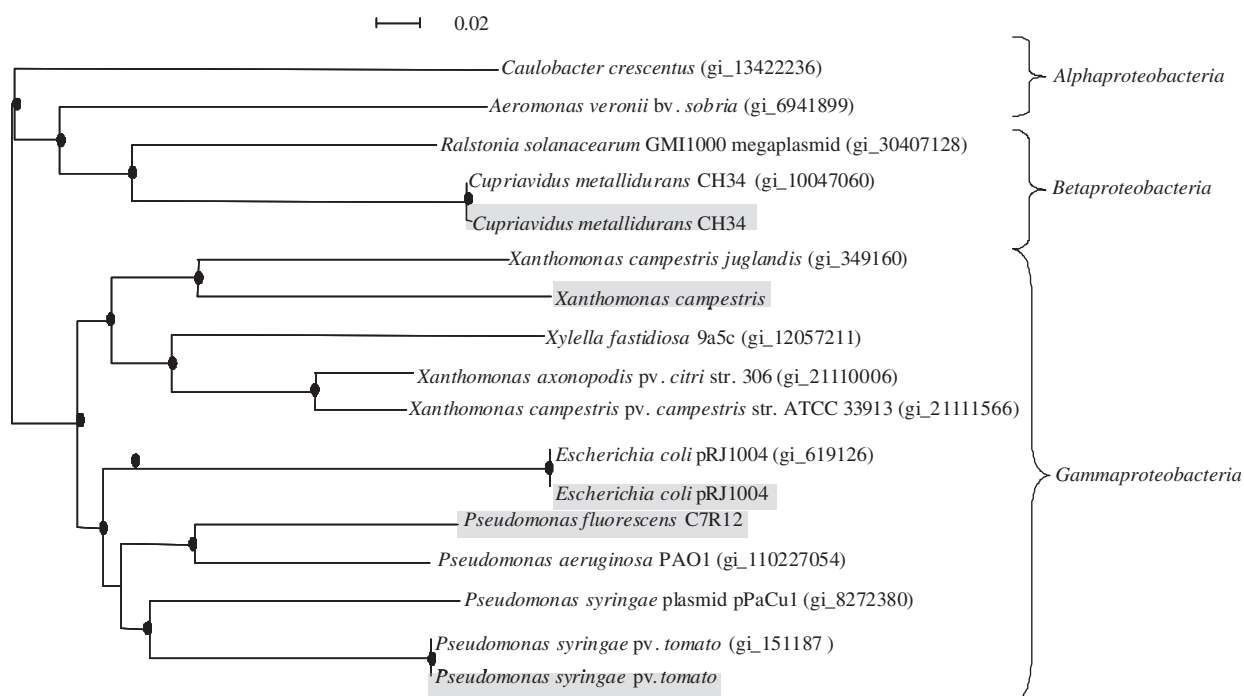 0.02
Caulobacter crescentus (gi_13422236)
Alphaproteobacteria
Aeromonas veronii bv. sobria (gi_6941899)
Ralstonia solanacearum GMI1000 megaplasmid (gi_30407128)
Cupriavidus metallidurans CH34 (gi_10047060)
Betaproteobacteria
Cupriavidus metallidurans CH34
Xanthomonas campestris juglandis (gi_349160)
Xanthomonas campestris
Xylella fastidiosa 9a5c (gi_12057211)
Xanthomonas axonopodis pv. citri str. 306 (gi_21110006)
Xanthomonas campestris pv. campestris str. ATCC 33913 (gi_21111566)
Escherichia coli pRJ1004 (gi_619126)
Gammaproteobacteria
Escherichia coli pRJ1004
Pseudomonas fluorescens C7R12
Pseudomonas aeruginosa PAO1 (gi_110227054)
Pseudomonas syringae plasmid pPaCu1 (gi_8272380)
Pseudomonas syringae pv. tomato (gi_151187 )
Pseudomonas syringae pv. tomato